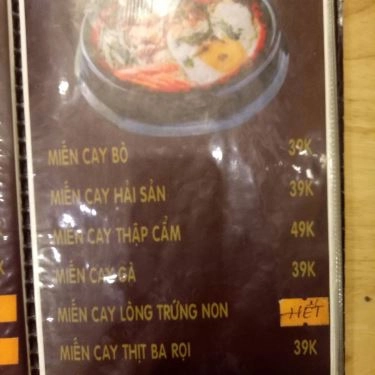 MIẾN CAY BÒ 39K
MIẾN CAY HẢI SẢN 39K
MIẾN CAY THẬP CẨM 49K
MIẾN CAY GÀ 39K
MIẾN CAY LÒNG TRỨNG NON HẾT
MIẾN CAY THỊT BA RỌI 39K